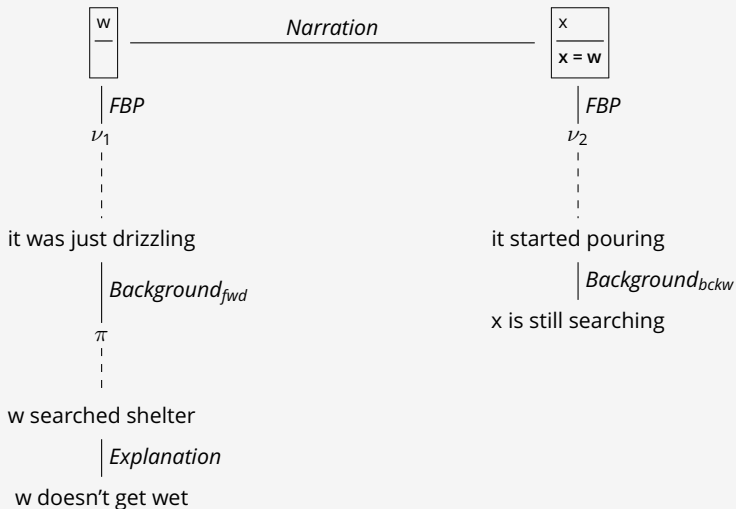 w
Narration
x
x = w
FBP
FBP
ν1
ν2
it was just drizzling
it started pouring
Backgroundfwd
Backgroundbckw
π
x is still searching
w searched shelter
Explanation
w doesn't get wet